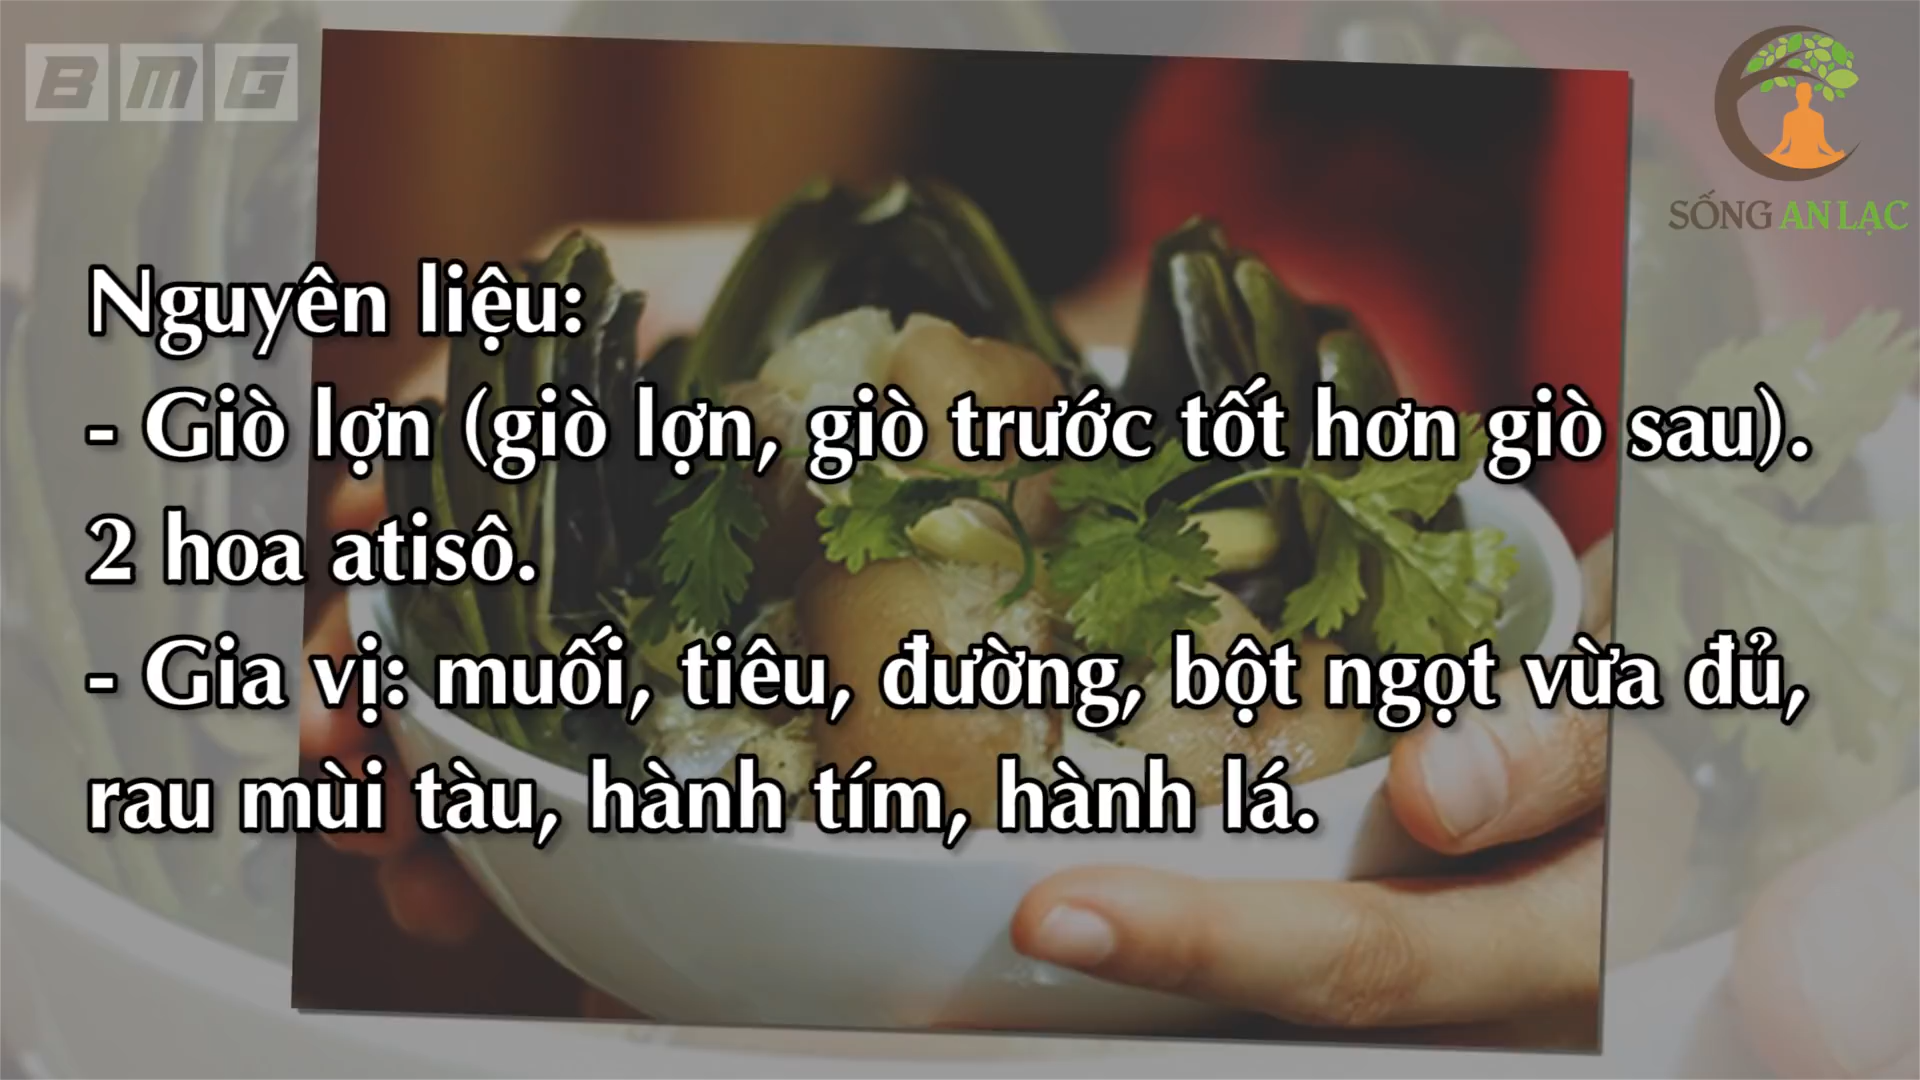 BMG
SỐNG AN LẠC
Nguyên liệu:
- Giò lợn (giò lợn, giò trước tốt hơn giò sau).
2 hoa atisô.
- Gia vị: muối, tiêu, đường, bột ngọt vừa đủ,
rau mùi tàu, hành tím, hành lá.